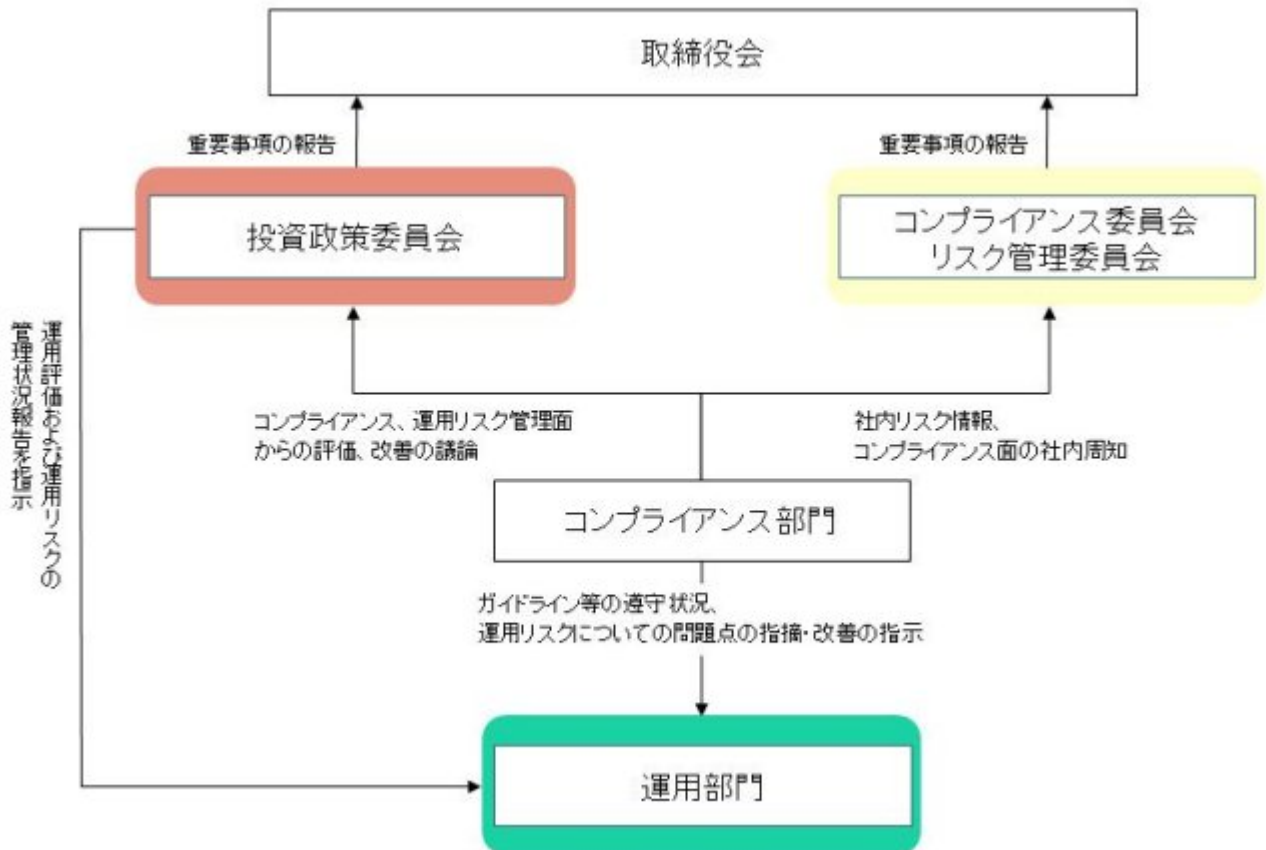 取締役会
重要事項の報告
重要事項の報告
投資政策委員会
コンプライアンス委員会
リスク管理委員会
運用評価および運用リスクの
管理状況報告を指示
コンプライアンス、運用リスク管理面
からの評価、改善の議論
社内リスク情報、
コンプライアンス面の社内周知
コンプライアンス部門
ガイドライン等の遵守状況、
運用リスクについての問題点の指摘・改善の指示
運用部門